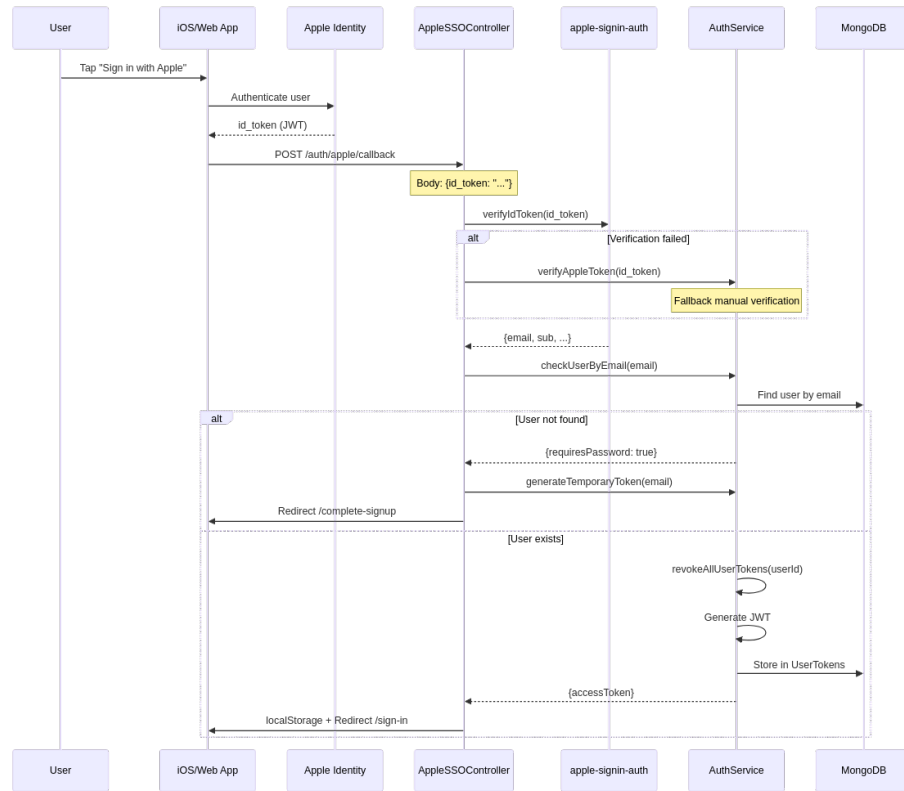 User
iOS/Web App
Apple Identity
AppleSSOController
apple-signin-auth
AuthService
MongoDB
Tap "Sign in with Apple"
Authenticate user
id_token (JWT)
POST /auth/apple/callback
Body: {id_token: "..."}
verifyIdToken(id_token)
alt
[Verification failed]
verifyAppleToken(id_token)
Fallback manual verification
{email, sub, ...}
checkUserByEmail(email)
Find user by email
alt
[User not found]
{requiresPassword: true}
generateTemporaryToken(email)
Redirect /complete-signup
[User exists]
revokeAllUserTokens(userId)
Generate JWT
Store in UserTokens
{accessToken}
localStorage + Redirect /sign-in
User
iOS/Web App
Apple Identity
AppleSSOController
apple-signin-auth
AuthService
MongoDB